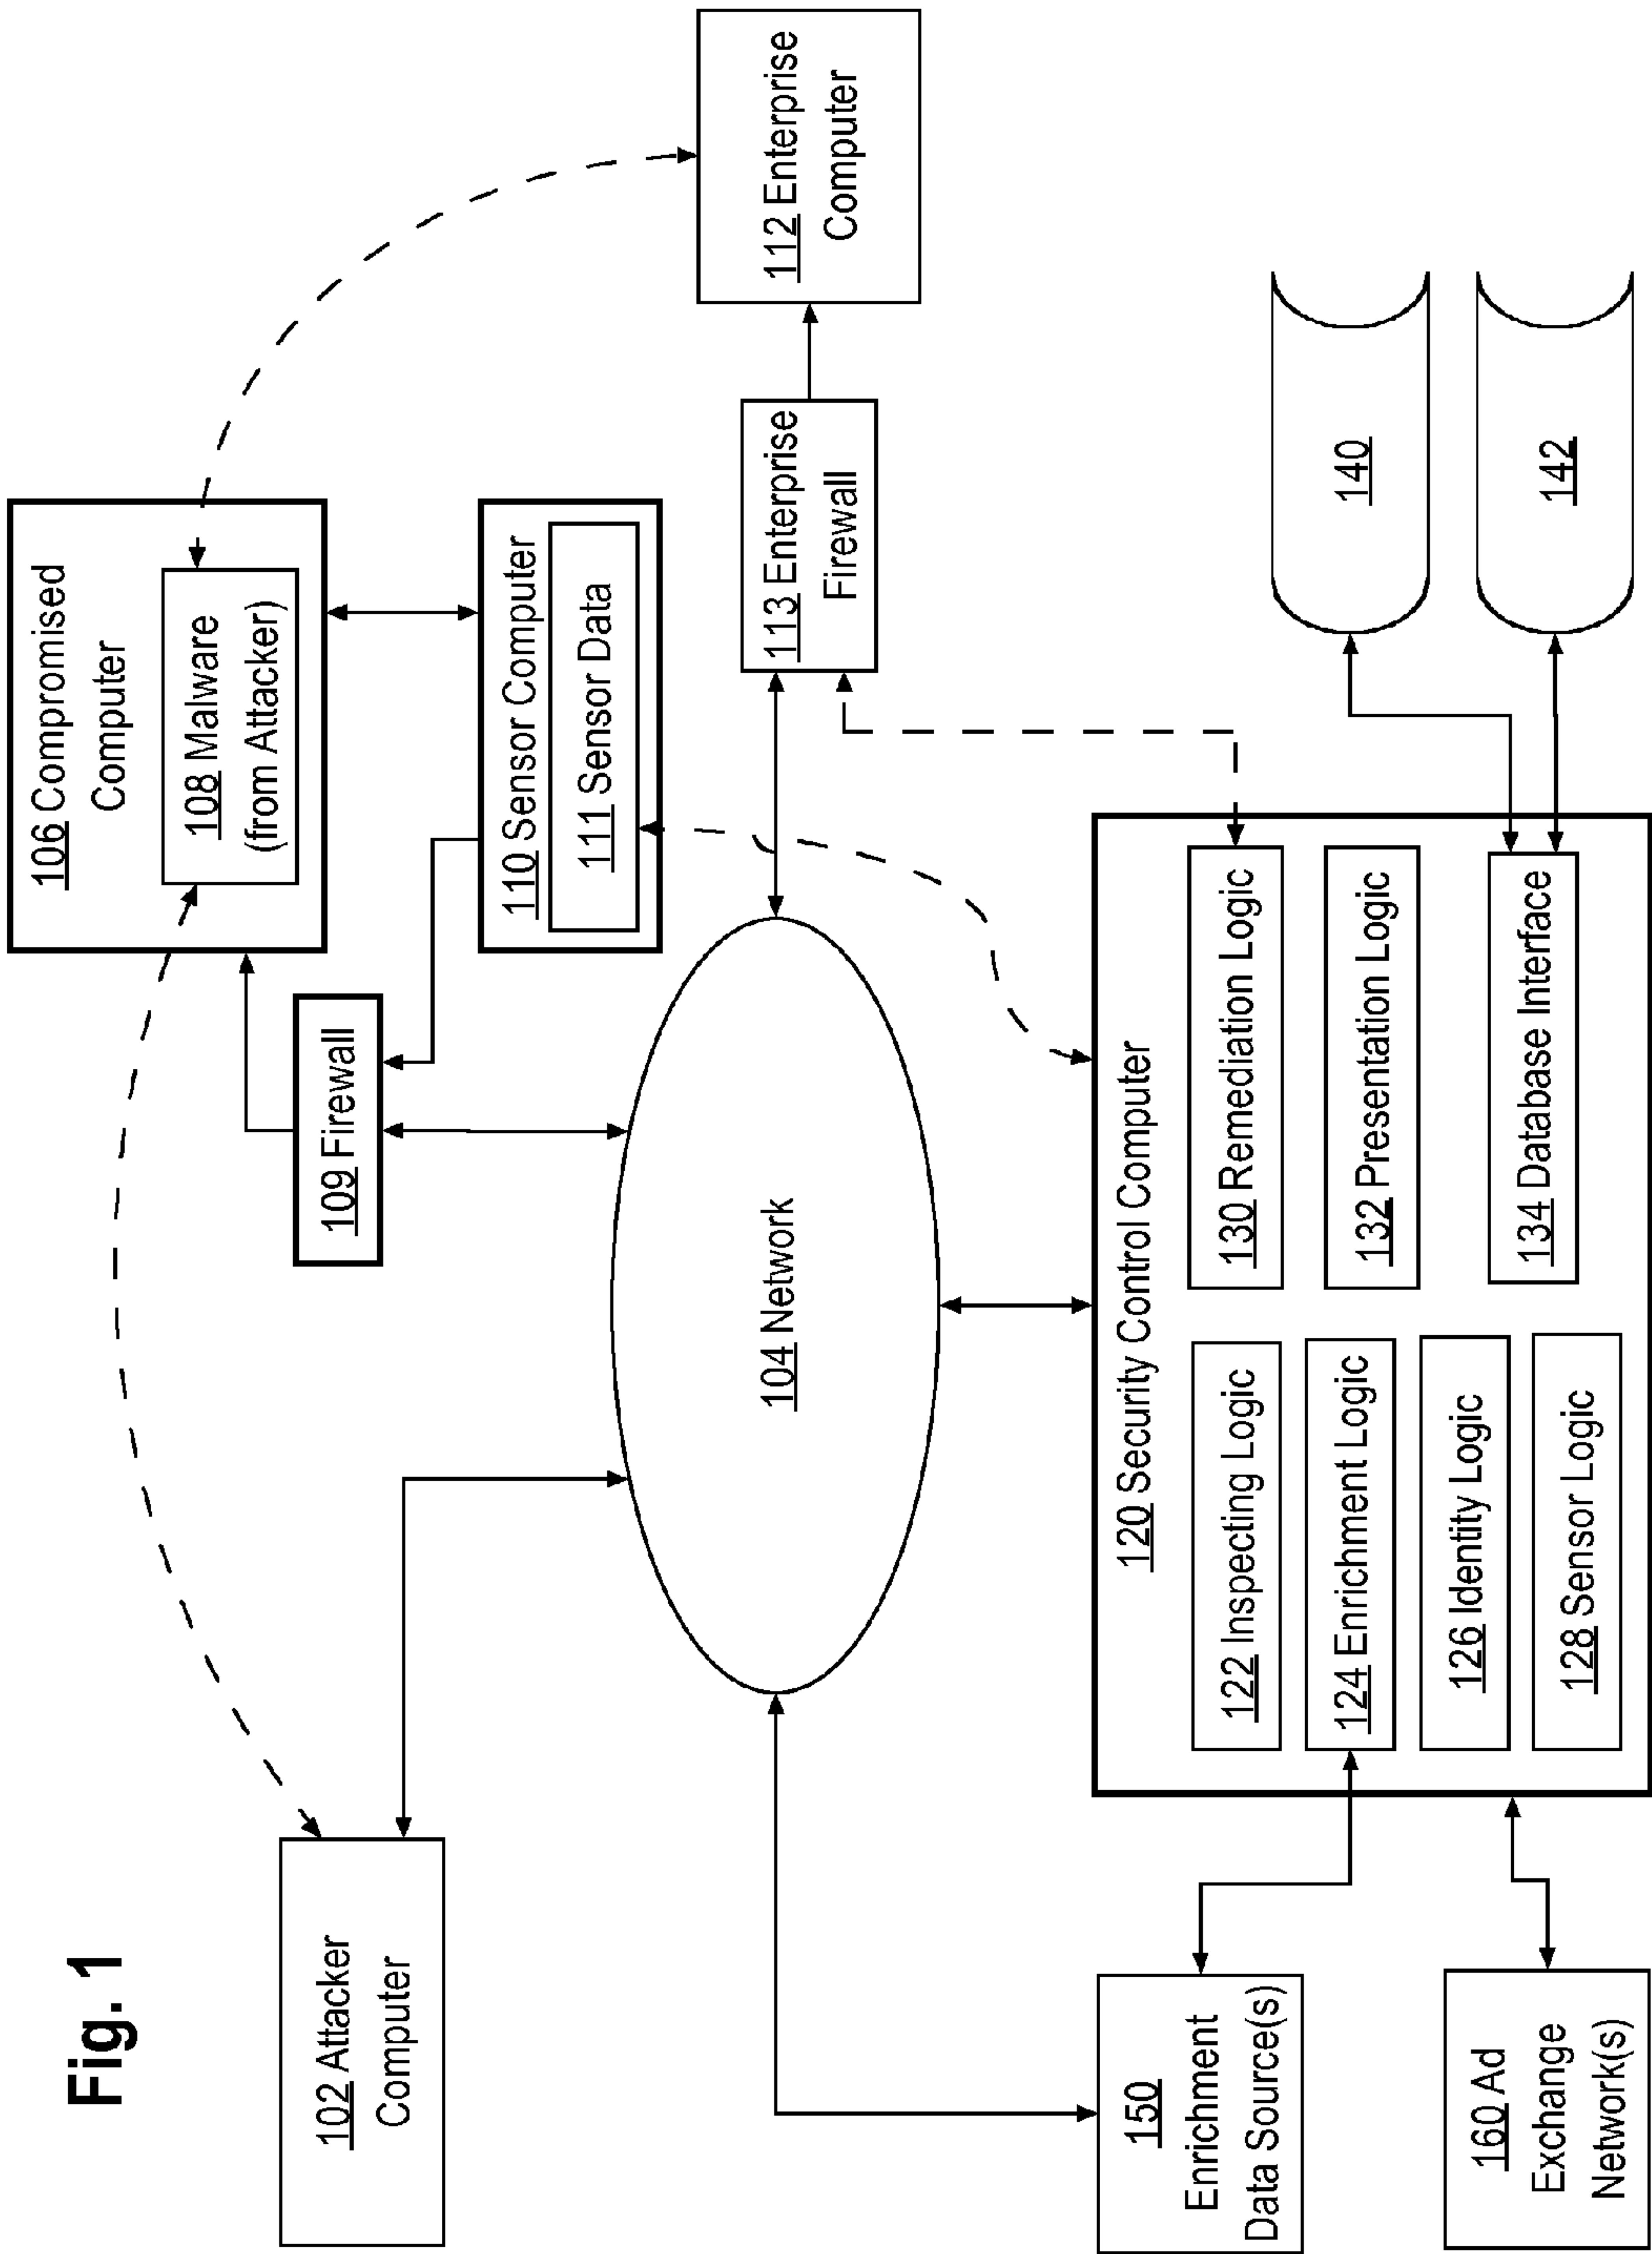 Fig. 1
102 Attacker
Computer
106 Compromised
Computer
108 Malware
(from Attacker)
109 Firewall
110 Sensor Computer
111 Sensor Data
104 Network
113 Enterprise
Firewall
112 Enterprise
Computer
150
Enrichment
Data Source(s)
160 Ad
Exchange
Network(s)
120 Security Control Computer
122 Inspecting Logic
124 Enrichment Logic
126 Identity Logic
128 Sensor Logic
130 Remediation Logic
132 Presentation Logic
134 Database Interface
140
142